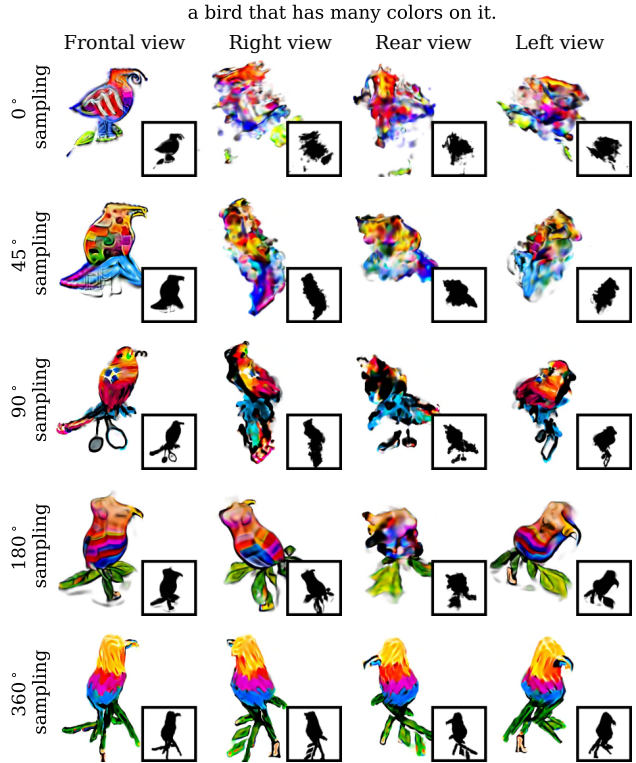 a bird that has many colors on it.
Frontal view Right view Rear view Left view
0°
sampling
45°
sampling
90°
sampling
180°
sampling
360°
sampling